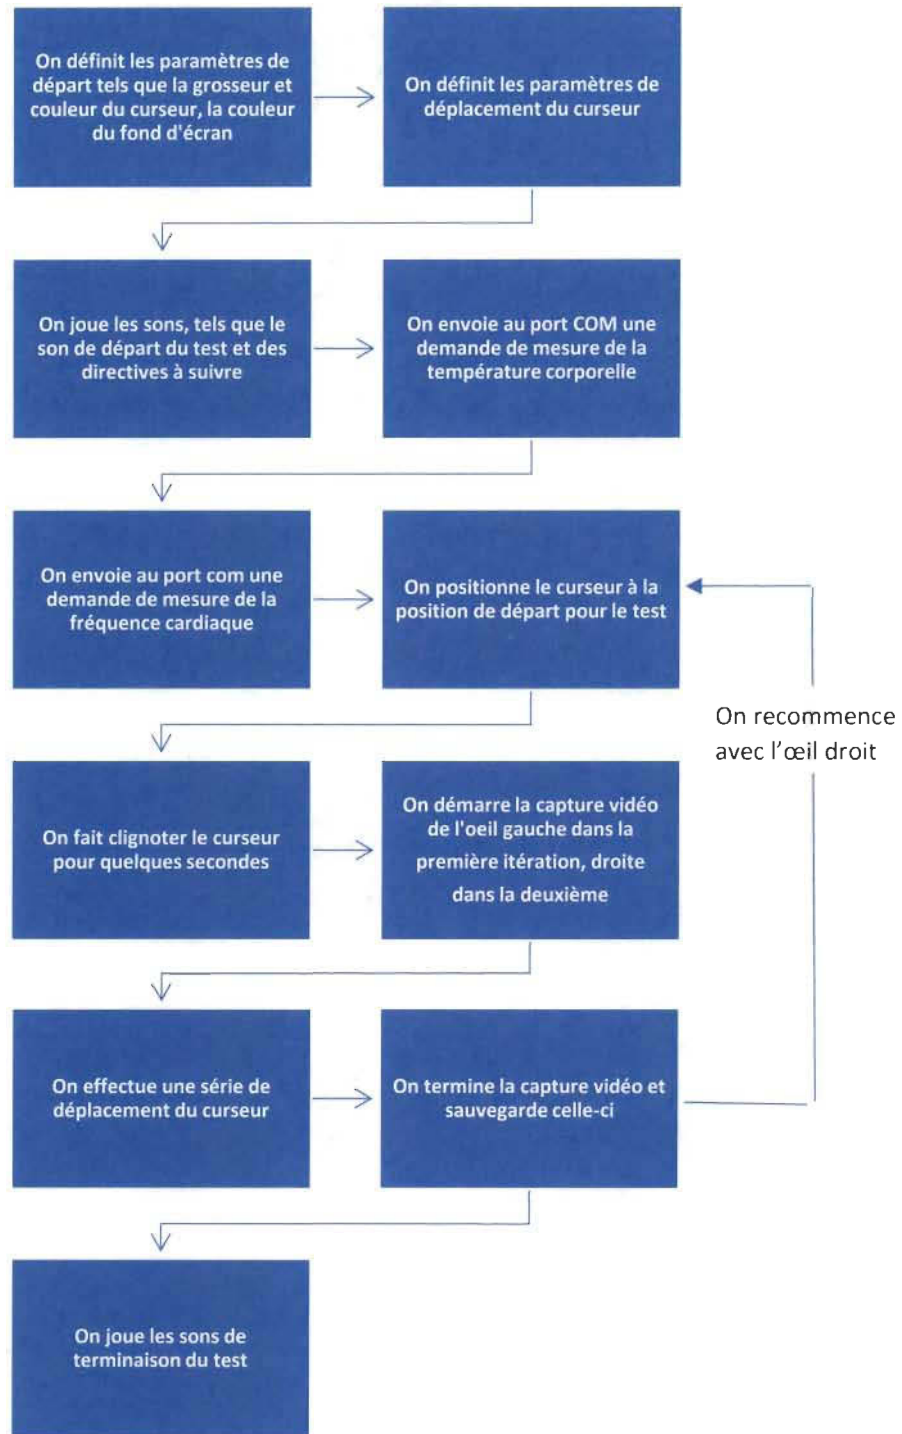 On définit les paramètres de
départ tels que la grosseur et
couleur du curseur, la couleur
du fond d'écran
On définit les paramètres de
déplacement du curseur
On joue les sons, tels que le
son de départ du test et des
directives à suivre
On envoie au port COM une
demande de mesure de la
température corporelle
On envoie au port com une
demande de mesure de la
fréquence cardiaque
On positionne le curseur à la
position de départ pour le test
On recommence
avec l'œil droit
On fait clignoter le curseur
pour quelques secondes
On démarre la capture vidéo
de l'oeil gauche dans la
première itération, droite
dans la deuxième
On effectue une série de
déplacement du curseur
On termine la capture vidéo et
sauvegarde celle-ci
On joue les sons de
terminaison du test